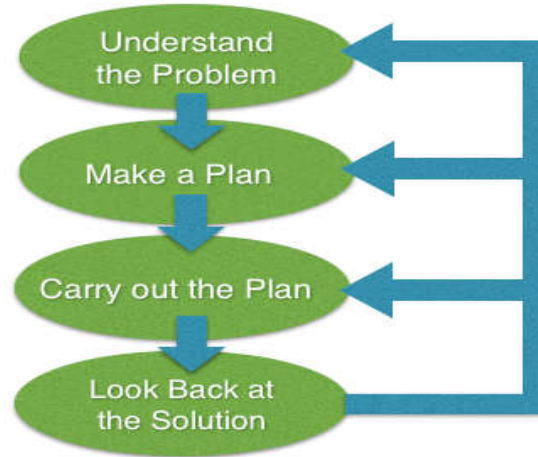 Understand
the Problem
Make a Plan
Carry out the Plan
Look Back at
the Solution